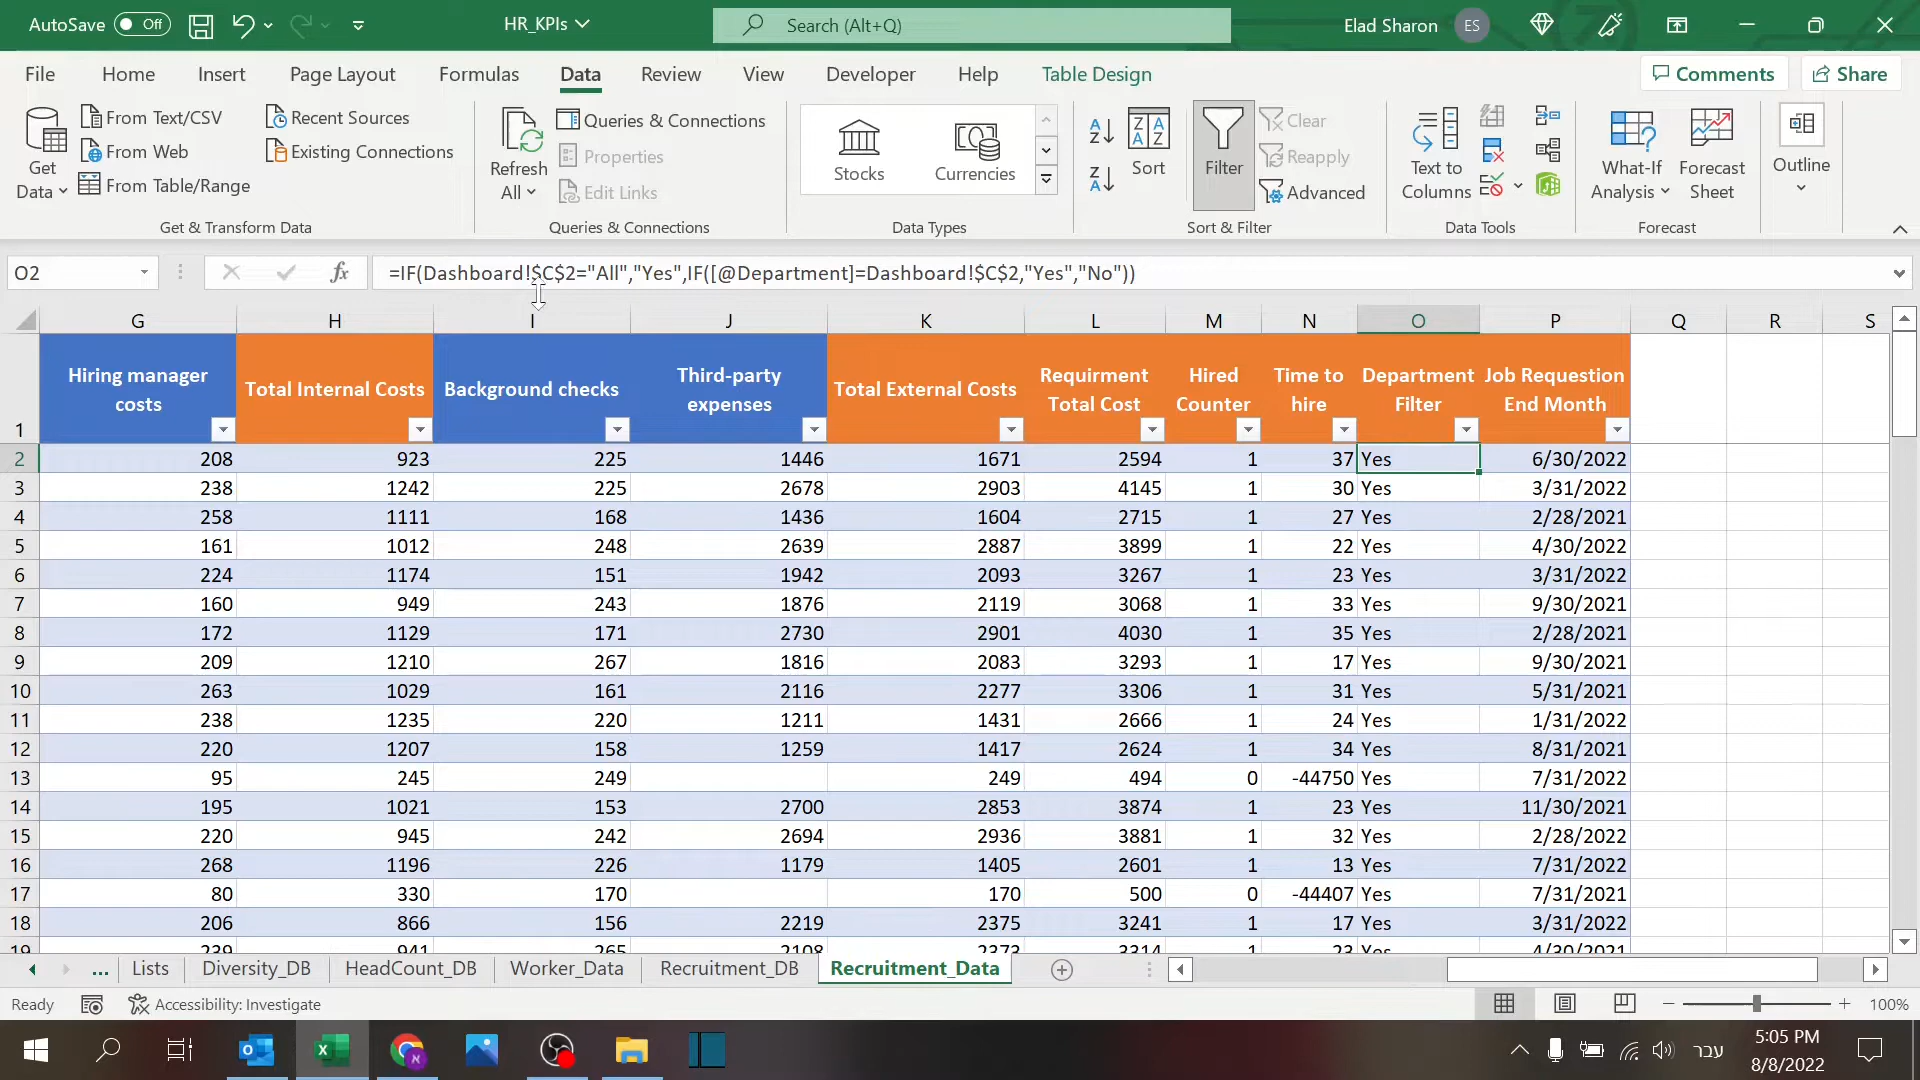 AutoSave Off HR_KPIs Search (Alt+Q) Elad Sharon ES
File Home Insert Page Layout Formulas Data Review View Developer Help Table Design Comments Share
Get Data
From Text/CSV
From Web
From Table/Range
Recent Sources
Existing Connections
Get & Transform Data
Refresh All
Queries & Connections
Properties
Edit Links
Queries & Connections
Stocks Currencies
Data Types
Sort
Filter
Clear
Reapply
Advanced
Sort & Filter
Text to Columns
Data Tools
What-If Analysis
Forecast Sheet
Forecast
Outline
O2 fx =IF(Dashboard!$C$2="All","Yes",IF([@Department]=Dashboard!$C$2,"Yes","No"))
G H I J K L M N O P Q R S
1 Hiring manager costs Total Internal Costs Background checks Third-party expenses Total External Costs Requirment Total Cost Hired Counter Time to hire Department Filter Job Requestion End Month
2 208 923 225 1446 1671 2594 1 37 Yes 6/30/2022
3 238 1242 225 2678 2903 4145 1 30 Yes 3/31/2022
4 258 1111 168 1436 1604 2715 1 27 Yes 2/28/2021
5 161 1012 248 2639 2887 3899 1 22 Yes 4/30/2022
6 224 1174 151 1942 2093 3267 1 23 Yes 3/31/2022
7 160 949 243 1876 2119 3068 1 33 Yes 9/30/2021
8 172 1129 171 2730 2901 4030 1 35 Yes 2/28/2021
9 209 1210 267 1816 2083 3293 1 17 Yes 9/30/2021
10 263 1029 161 2116 2277 3306 1 31 Yes 5/31/2021
11 238 1235 220 1211 1431 2666 1 24 Yes 1/31/2022
12 220 1207 158 1259 1417 2624 1 34 Yes 8/31/2021
13 95 245 249 249 494 0 -44750 Yes 7/31/2022
14 195 1021 153 2700 2853 3874 1 23 Yes 11/30/2021
15 220 945 242 2694 2936 3881 1 32 Yes 2/28/2022
16 268 1196 226 1179 1405 2601 1 13 Yes 7/31/2022
17 80 330 170 170 500 0 -44407 Yes 7/31/2021
18 206 866 156 2219 2375 3241 1 17 Yes 3/31/2022
19 239 941 265 2108 2373 3314 1 23 Yes 4/30/2021
... Lists Diversity_DB HeadCount_DB Worker_Data Recruitment_DB Recruitment_Data
Ready Accessibility: Investigate 100%
עבר 5:05 PM
8/8/2022